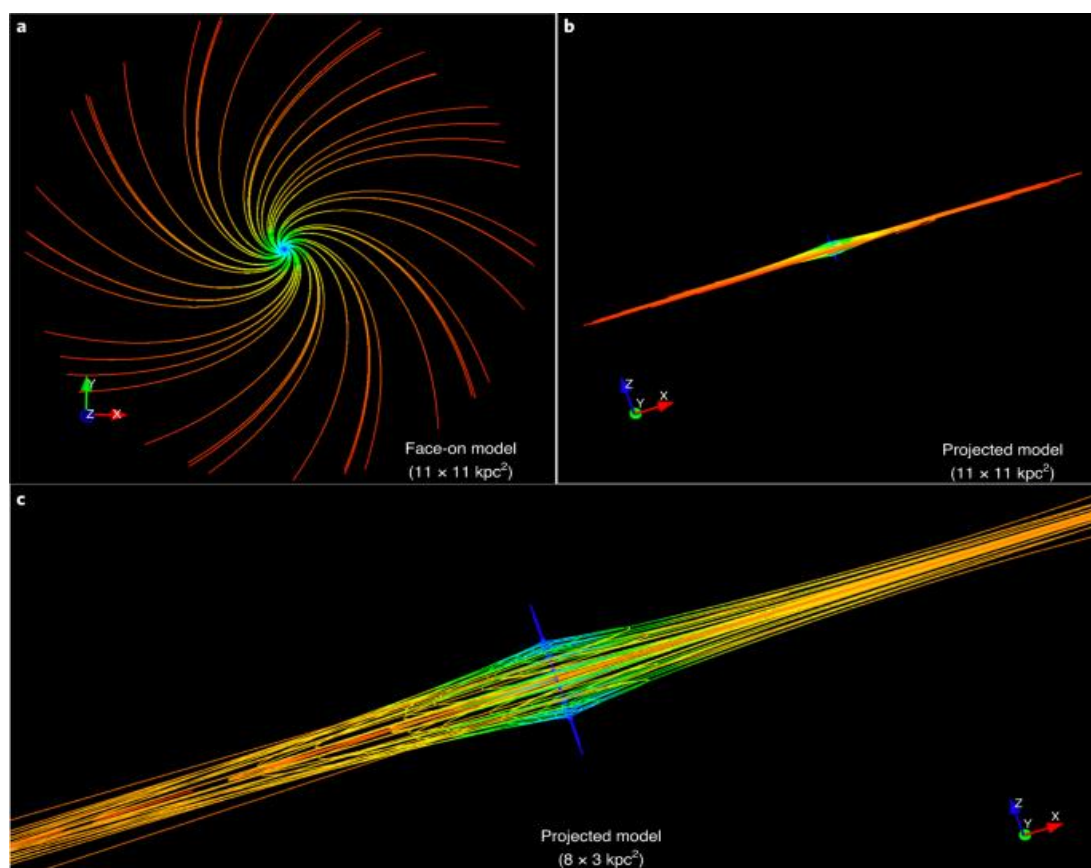 a
Y
Z X
Face-on model
(11 × 11 kpc²)
b
Z
Y X
Projected model
(11 × 11 kpc²)
c
Z
Y X
Projected model
(8 × 3 kpc²)